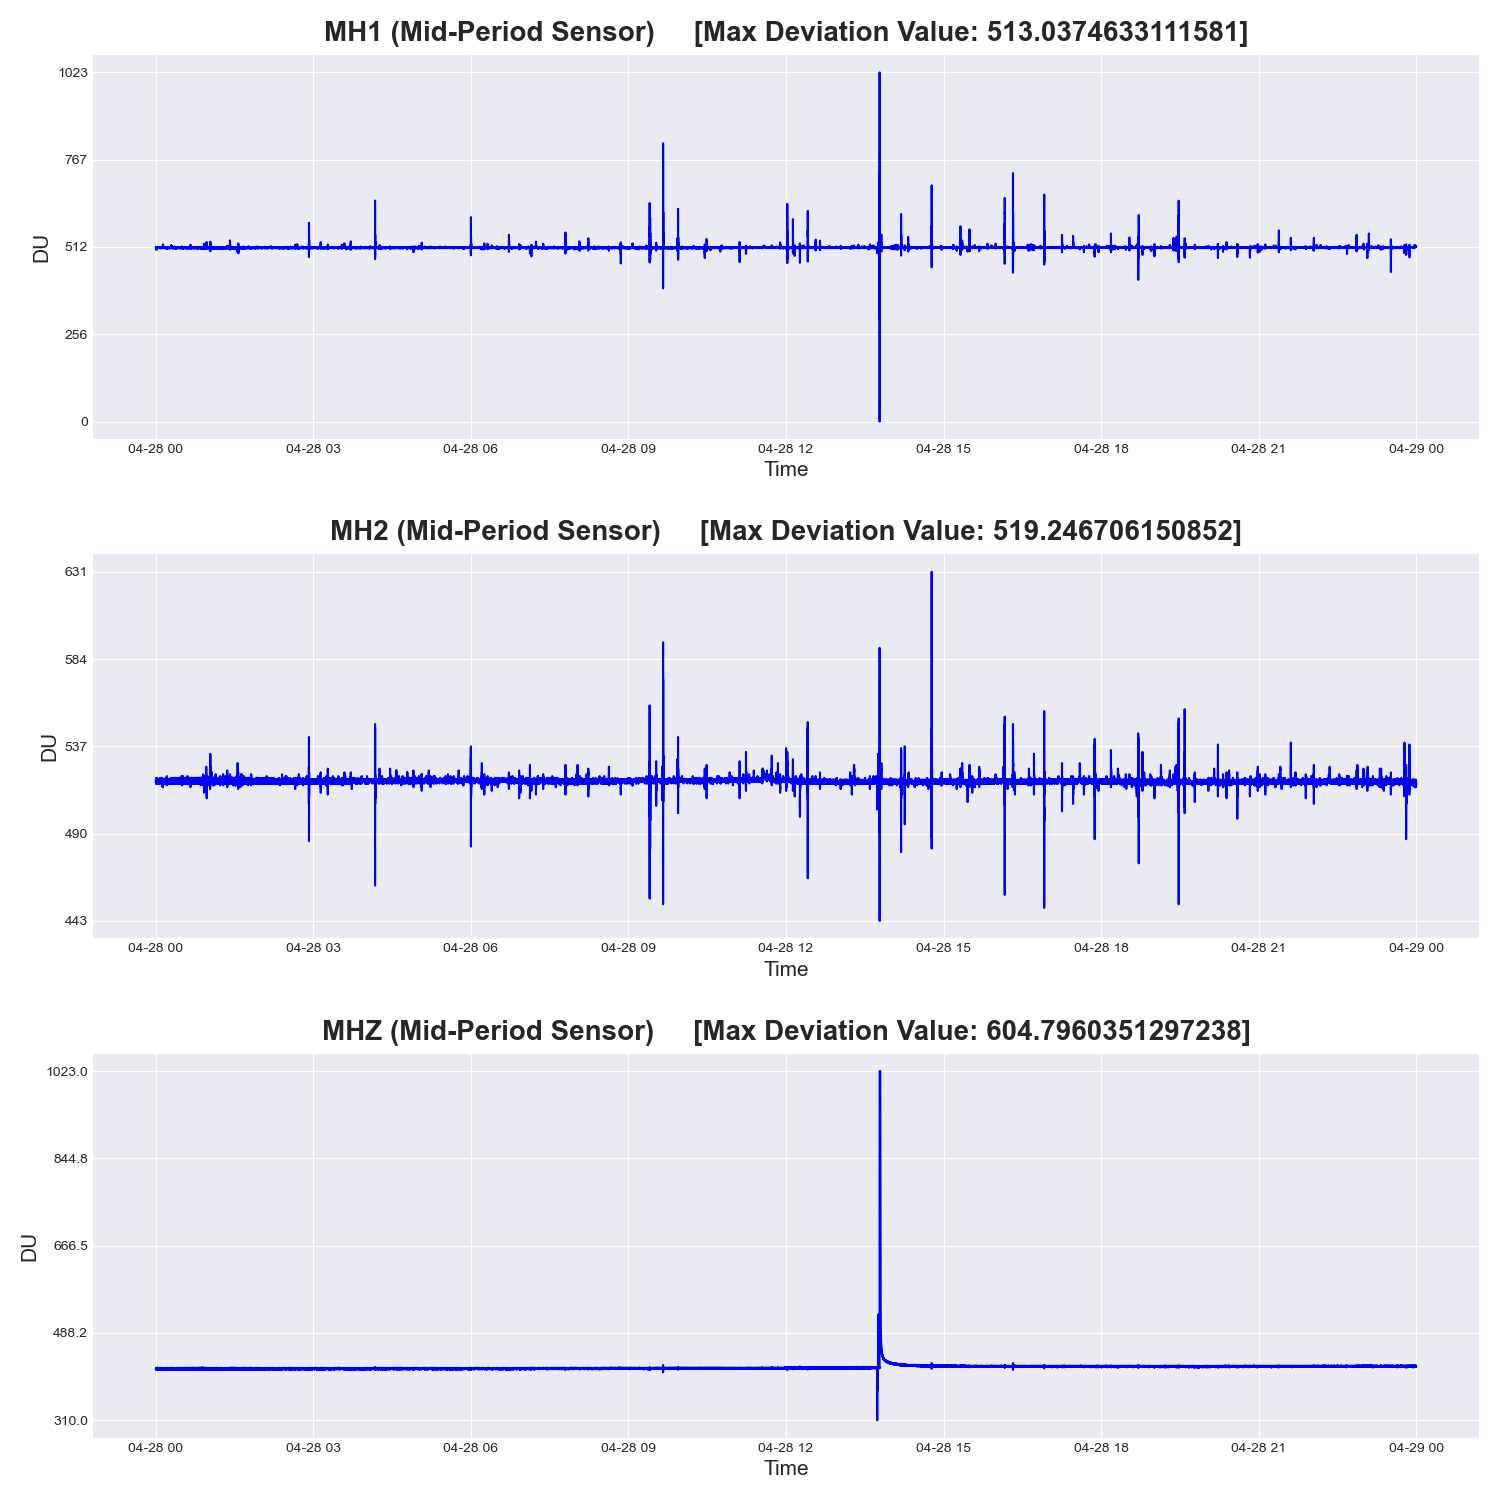 MH1 (Mid-Period Sensor) [Max Deviation Value: 513.0374633111581]
1023
767
512
256
0
DU
04-28 00 04-28 03 04-28 06 04-28 09 04-28 12 04-28 15 04-28 18 04-28 21 04-29 00
Time
MH2 (Mid-Period Sensor) [Max Deviation Value: 519.246706150852]
631
584
537
490
443
DU
04-28 00 04-28 03 04-28 06 04-28 09 04-28 12 04-28 15 04-28 18 04-28 21 04-29 00
Time
MHZ (Mid-Period Sensor) [Max Deviation Value: 604.7960351297238]
1023.0
844.8
666.5
488.2
310.0
DU
04-28 00 04-28 03 04-28 06 04-28 09 04-28 12 04-28 15 04-28 18 04-28 21 04-29 00
Time